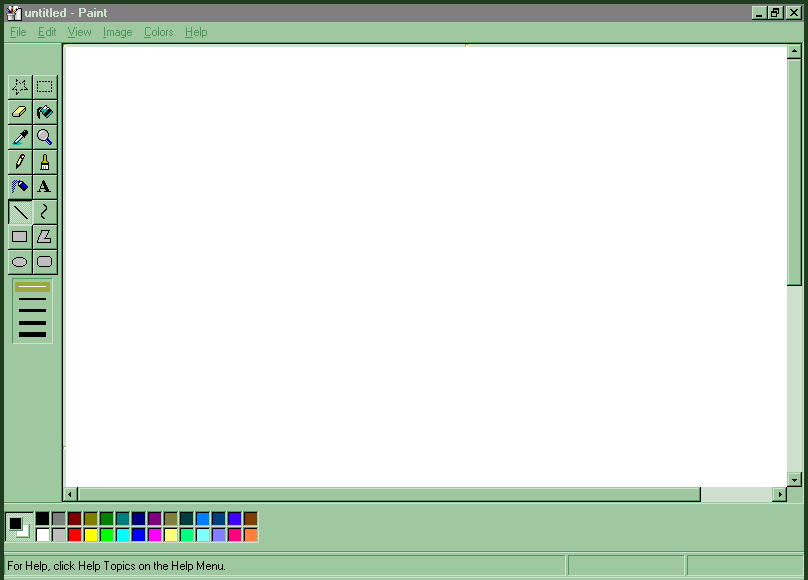 untitled - Paint
File Edit View Image Colors Help
A
For Help, click Help Topics on the Help Menu.